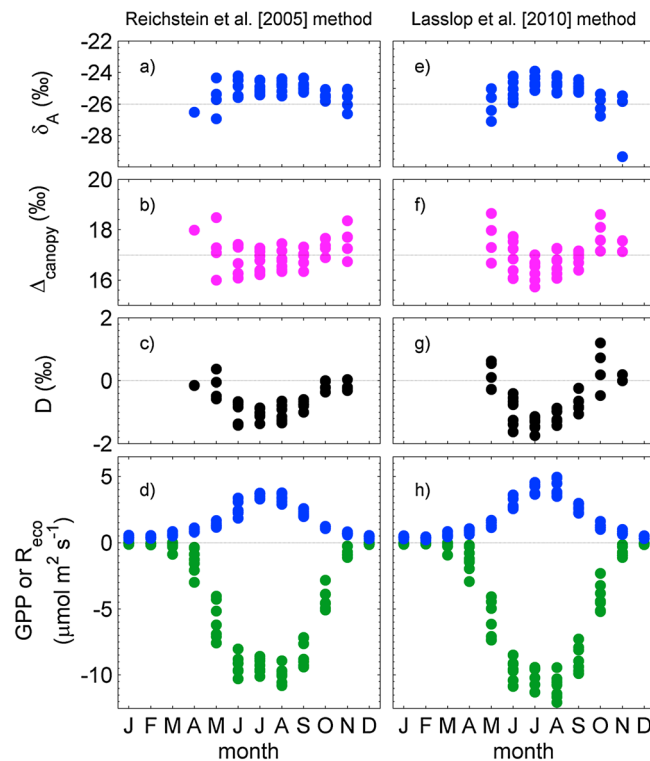 Reichstein et al. [2005] method
Lasslop et al. [2010] method
-22
-24
-26
-28
δA (‰)
a)
e)
20
18
16
Δcanopy (‰)
b)
f)
2
0
-2
D (‰)
c)
g)
5
0
-5
-10
GPP or Reco
(μmol m² s⁻¹)
d)
h)
J F M A M J J A S O N D
J F M A M J J A S O N D
month
month